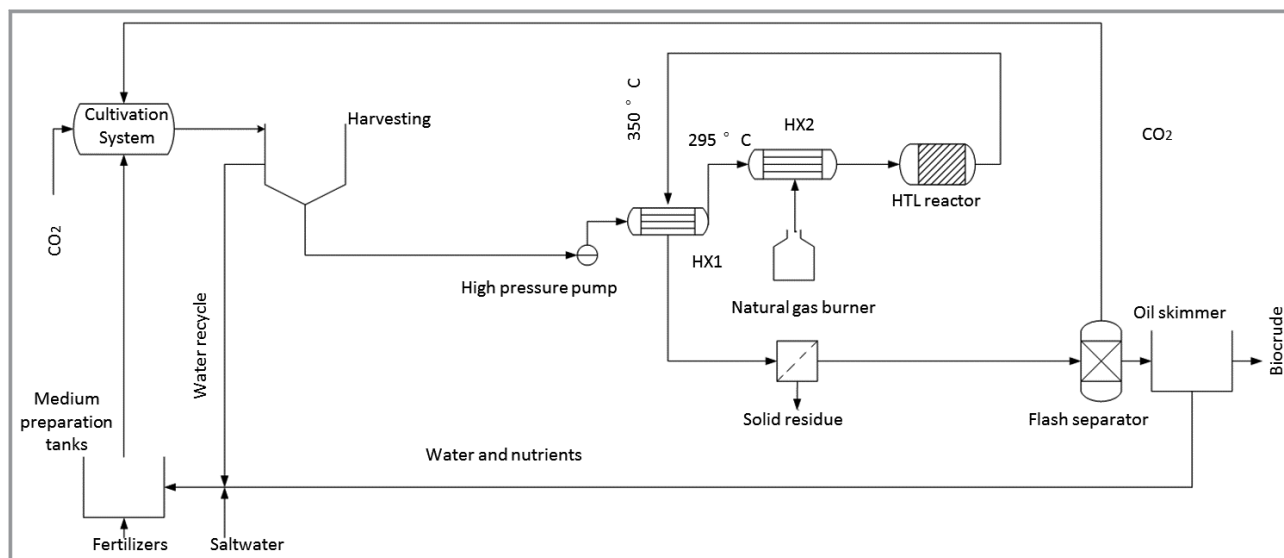 Cultivation
System
Harvesting
350° C
295° C
HX2
CO2
HTL reactor
CO2
HX1
High pressure pump
Natural gas burner
Water recycle
Oil skimmer
Biocrude
Medium
preparation
tanks
Solid residue
Flash separator
Water and nutrients
Fertilizers
Saltwater